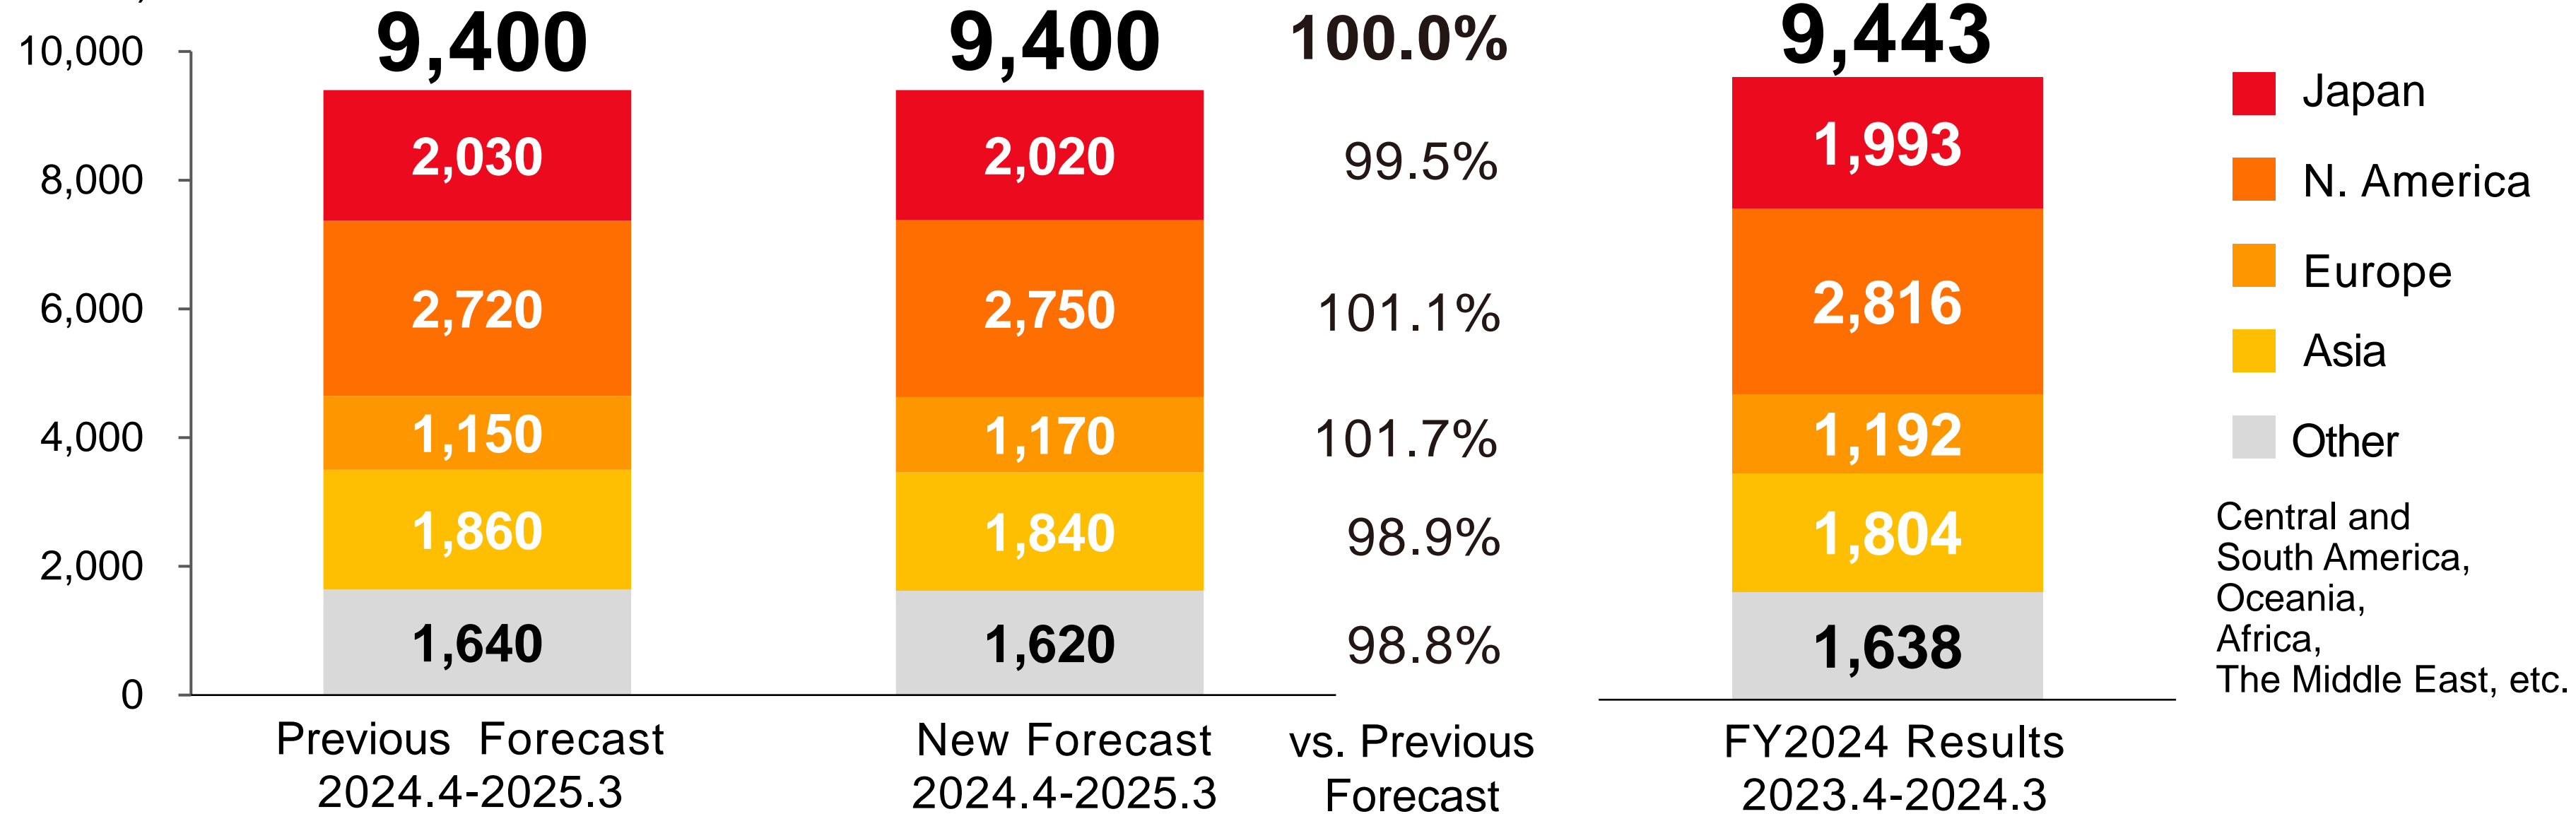 9,400
9,400
100.0%
9,443
10,000
8,000
6,000
4,000
2,000
0
2,030
2,720
1,150
1,860
1,640
2,020
2,750
1,170
1,840
1,620
99.5%
101.1%
101.7%
98.9%
98.8%
1,993
2,816
1,192
1,804
1,638
Japan
N. America
Europe
Asia
Other
Central and
South America,
Oceania,
Africa,
The Middle East, etc.
Previous Forecast
2024.4-2025.3
New Forecast
2024.4-2025.3
vs. Previous
Forecast
FY2024 Results
2023.4-2024.3